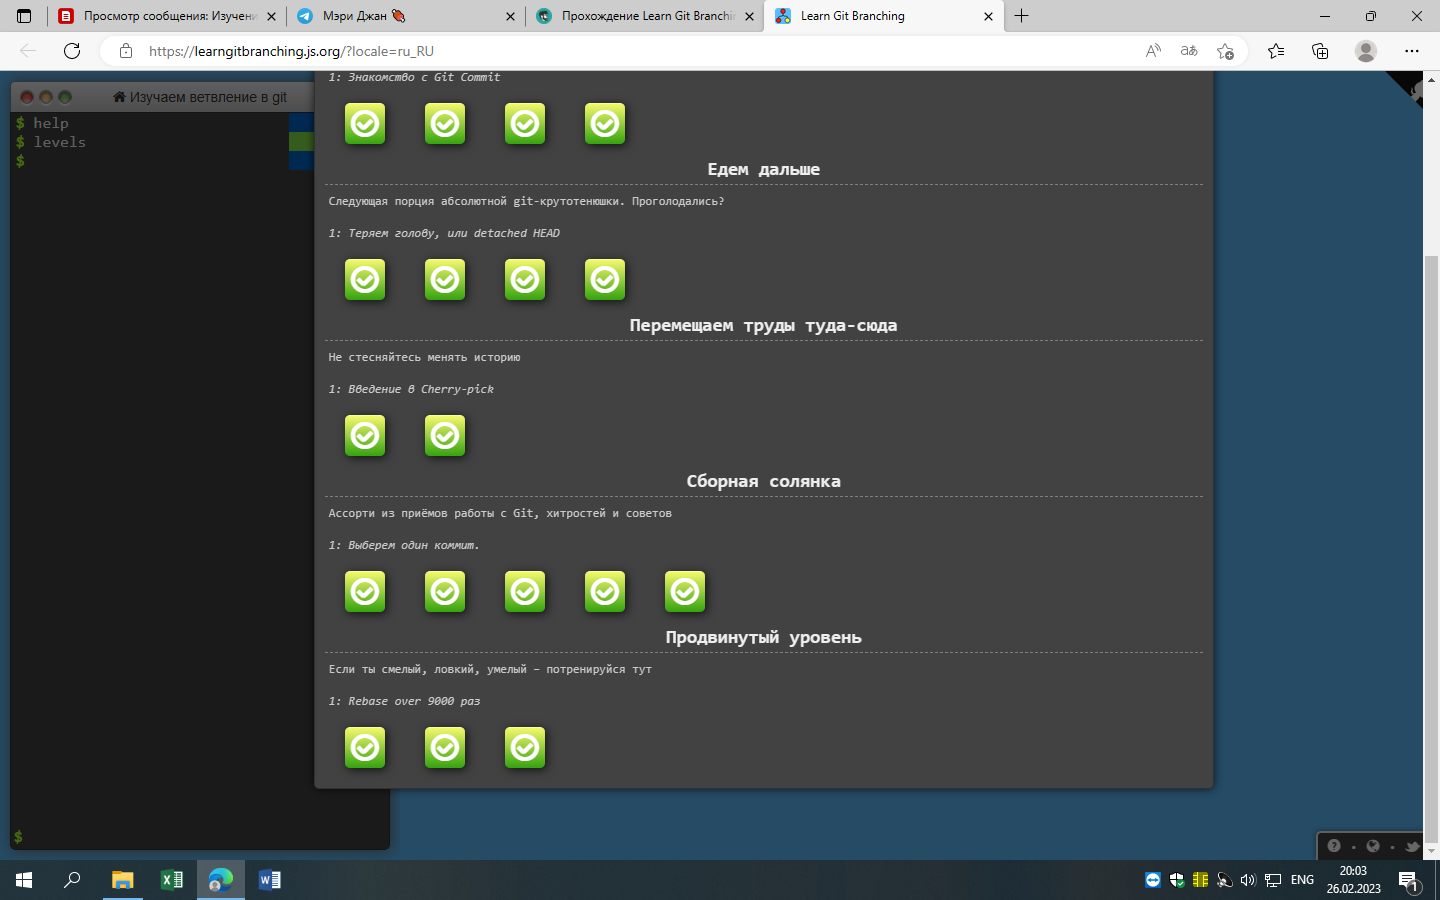 Просмотр сообщения: Изучени
Мэри Джан
Прохождение Learn Git Branchi
Learn Git Branching
https://learngitbranching.js.org/?locale=ru_RU
1: Знакомство с Git Commit
Изучаем ветвление в git
$ help
$ levels
$
Едем дальше
Следующая порция абсолютной git-крутотенюшки. Проголодались?
1: Теряем голову, или detached HEAD
Перемещаем труды туда-сюда
Не стесняйтесь менять историю
1: Введение в Cherry-pick
Сборная солянка
Ассорти из приёмов работы с Git, хитростей и советов
1: Выберем один коммит.
Продвинутый уровень
Если ты смелый, ловкий, умелый – потренируйся тут
1: Rebase over 9000 раз
$
ENG
20:03
26.02.2023
1